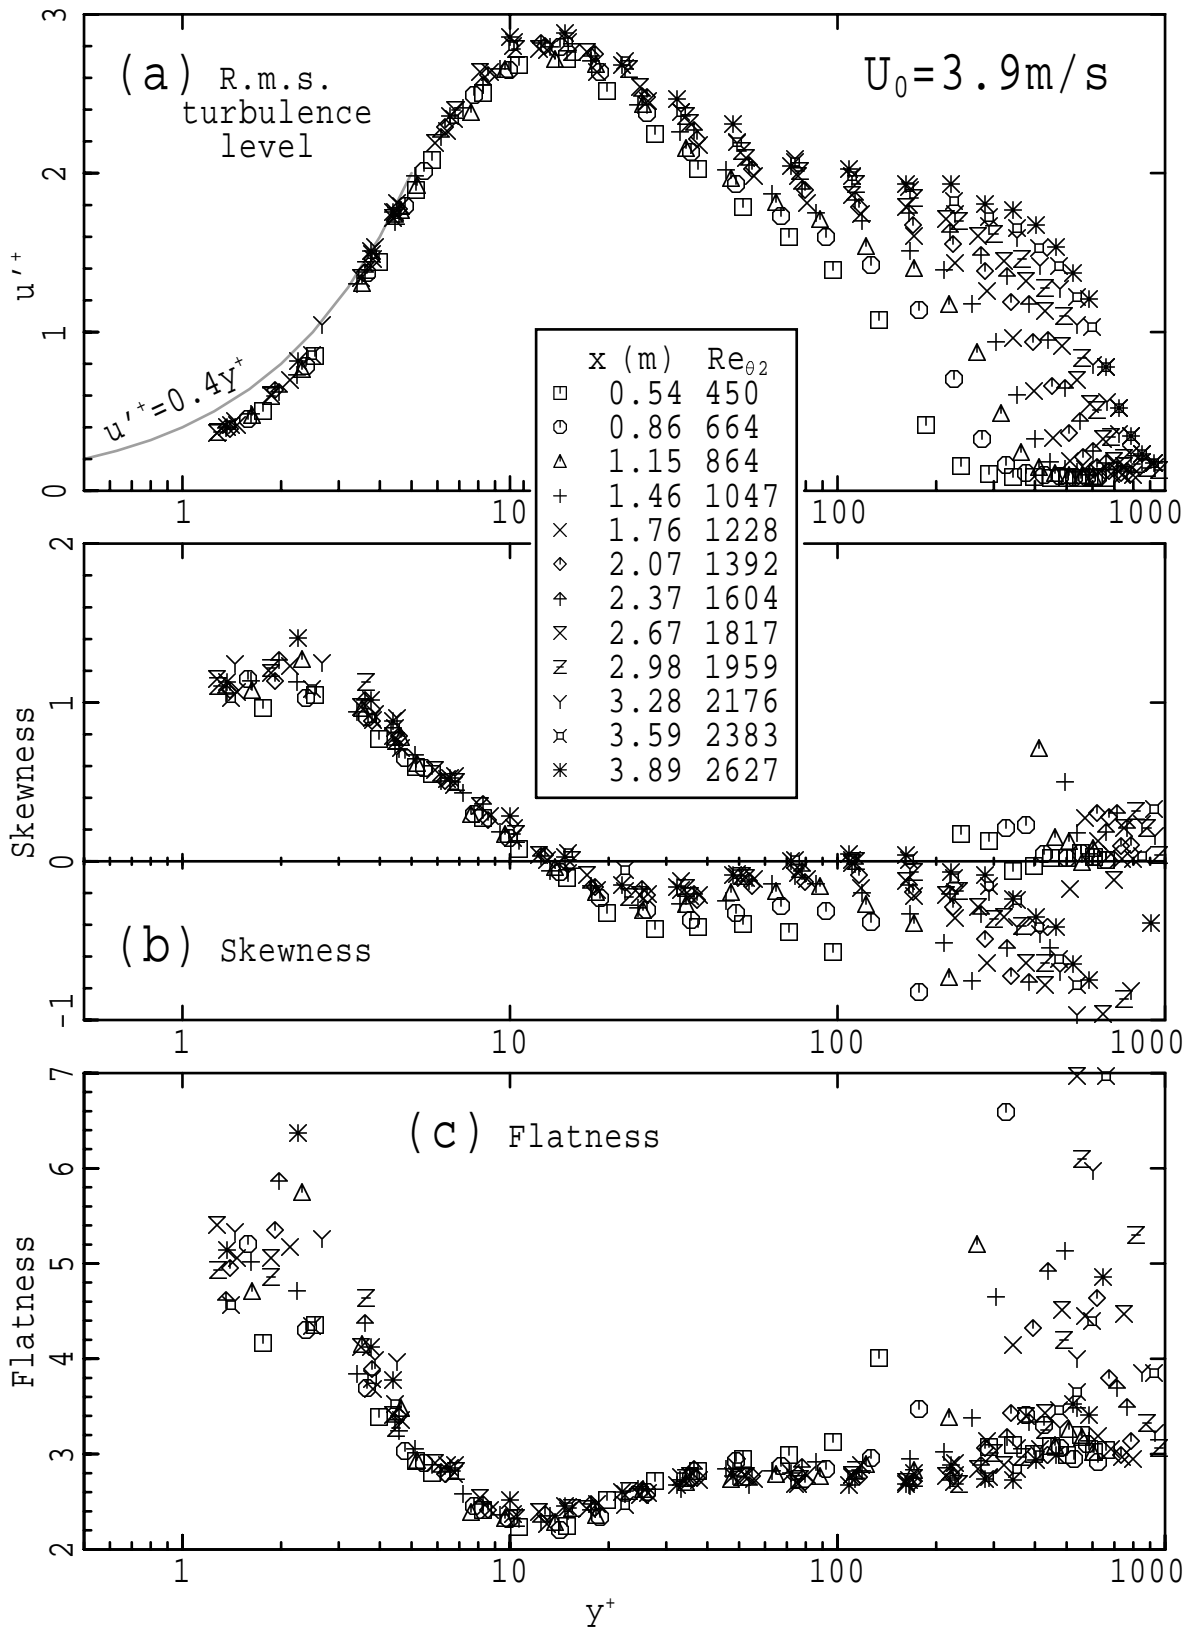 3
(a) R.m.s.
turbulence
level
U₀=3.9m/s
2
u'⁺
1
u'⁺=0.4y⁺
0
1 10 100 1000
x (m) Reθ2
0.54 450
0.86 664
1.15 864
1.46 1047
1.76 1228
2.07 1392
2.37 1604
2.67 1817
2.98 1959
3.28 2176
3.59 2383
3.89 2627
2
1
Skewness
0
(b) Skewness
-1
1 10 100 1000
7
(c) Flatness
6
5
Flatness
4
3
2
1 10 100 1000
y⁺